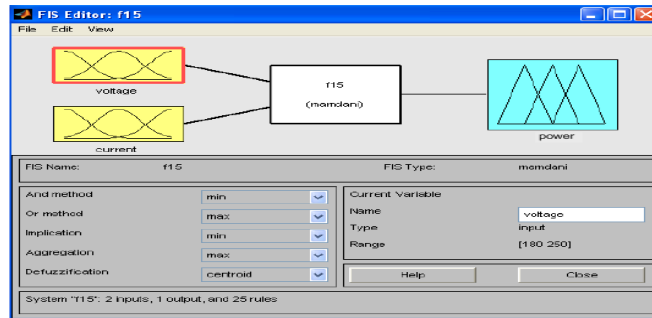 FIS Editor: f15
File Edit View
voltage
current
f15
(mamdani)
power
FIS Name: f15 FIS Type: mamdani
And method min
Or method max
Implication min
Aggregation max
Defuzzification centroid
Current Variable
Name voltage
Type input
Range [180 250]
Help Close
System "f15": 2 inputs, 1 output, and 25 rules